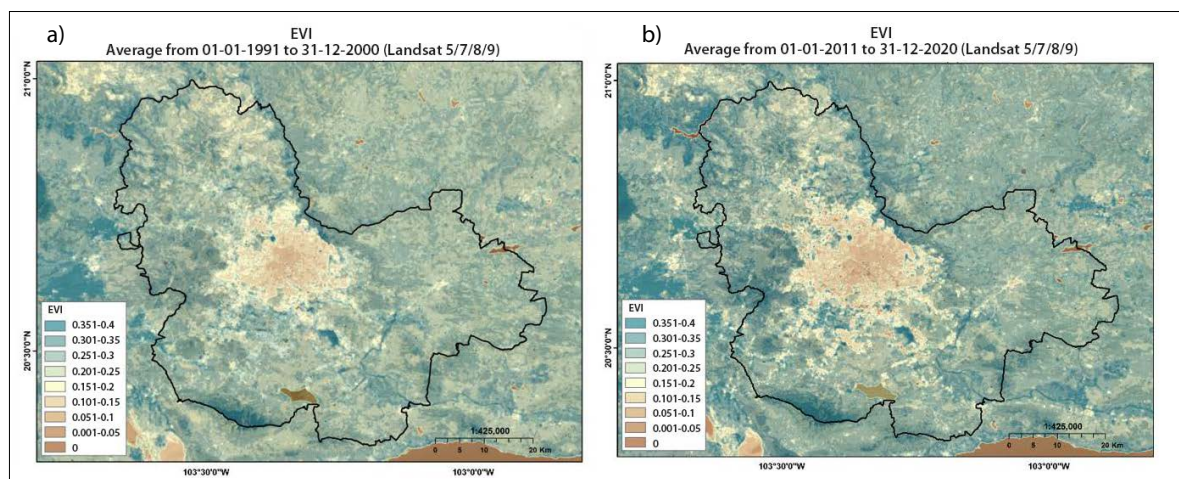 a)
EVI
Average from 01-01-1991 to 31-12-2000 (Landsat 5/7/8/9)
21°0'0"N
20°30'0"N
EVI
0.351-0.4
0.301-0.35
0.251-0.3
0.201-0.25
0.151-0.2
0.101-0.15
0.051-0.1
0.001-0.05
0
1:425,000
0 5 10 20 Km
103°30'0"W
103°0'0"W
b)
EVI
Average from 01-01-2011 to 31-12-2020 (Landsat 5/7/8/9)
21°0'0"N
20°30'0"N
EVI
0.351-0.4
0.301-0.35
0.251-0.3
0.201-0.25
0.151-0.2
0.101-0.15
0.051-0.1
0.001-0.05
0
1:425,000
0 5 10 20 Km
103°30'0"W
103°0'0"W